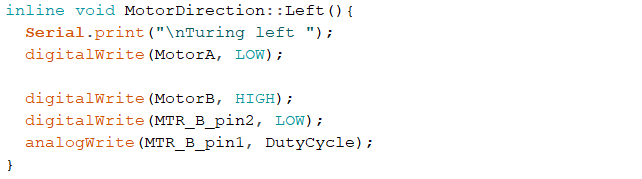 inline void MotorDirection::Left(){
Serial.print("\nTuring left ");
digitalWrite(MotorA, LOW);
digitalWrite(MotorB, HIGH);
digitalWrite(MTR_B_pin2, LOW);
analogWrite(MTR_B_pin1, DutyCycle);
}